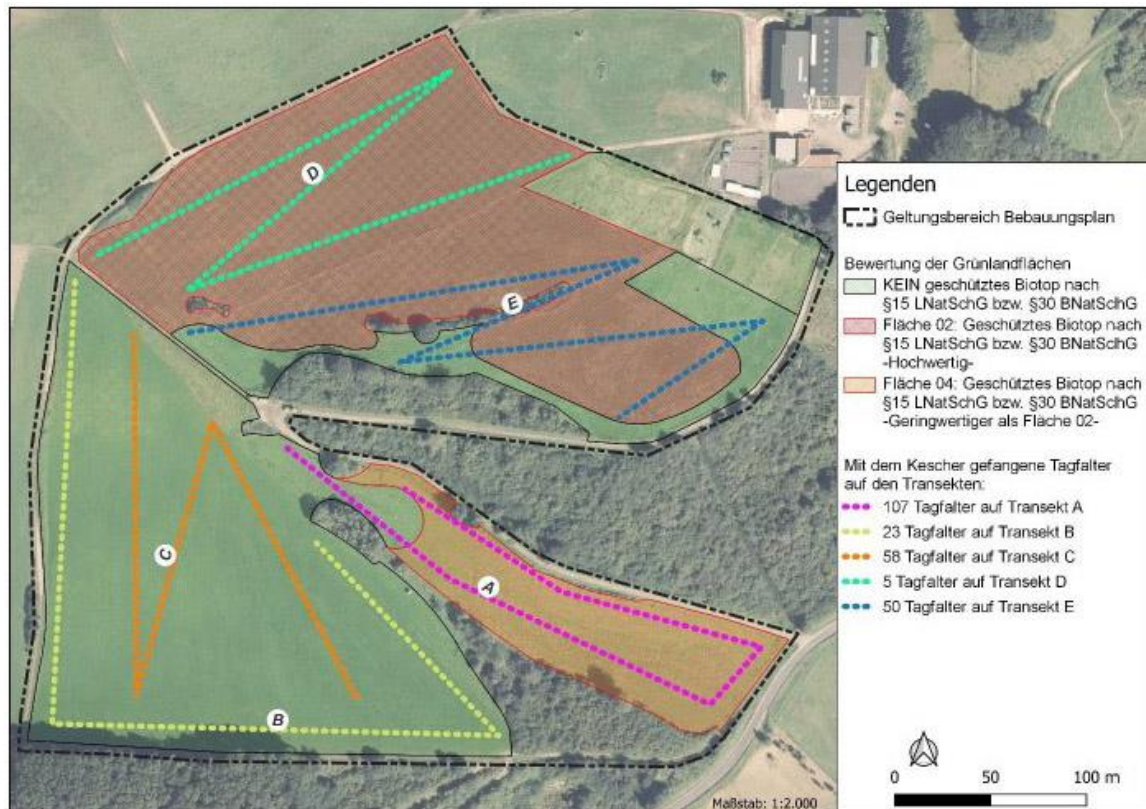 D
E
C
A
B
Legenden
Geltungsbereich Bebauungsplan
Bewertung der Grünlandflächen
KEIN geschütztes Biotop nach
§15 LNatSchG bzw. §30 BNatSchG
Fläche 02: Geschütztes Biotop nach
§15 LNatSchG bzw. §30 BNatSchG
-Hochwertig-
Fläche 04: Geschütztes Biotop nach
§15 LNatSchG bzw. §30 BNatSchG
-Geringwertiger als Fläche 02-
Mit dem Kescher gefangene Tagfalter
auf den Transekten:
107 Tagfalter auf Transekt A
23 Tagfalter auf Transekt B
58 Tagfalter auf Transekt C
5 Tagfalter auf Transekt D
50 Tagfalter auf Transekt E
0 50 100 m
Maßstab: 1:2.000